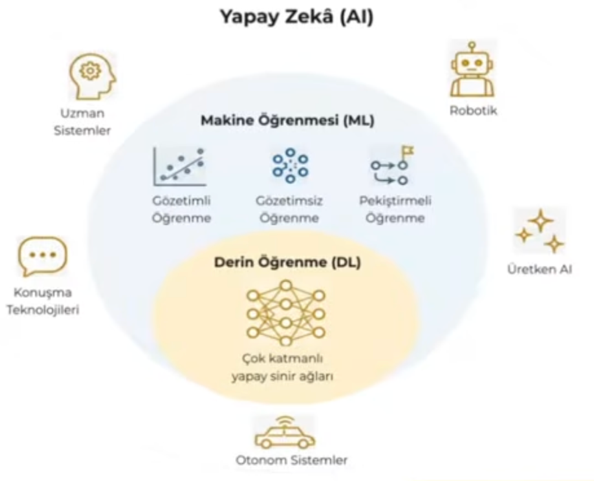 Yapay Zekâ (AI)
Uzman
Sistemler
Robotik
Makine Öğrenmesi (ML)
Gözetimli
Öğrenme
Gözetimsiz
Öğrenme
Pekiştirmeli
Öğrenme
Konuşma
Teknolojileri
Üretken AI
Derin Öğrenme (DL)
Çok katmanlı
yapay sinir ağları
Otonom Sistemler